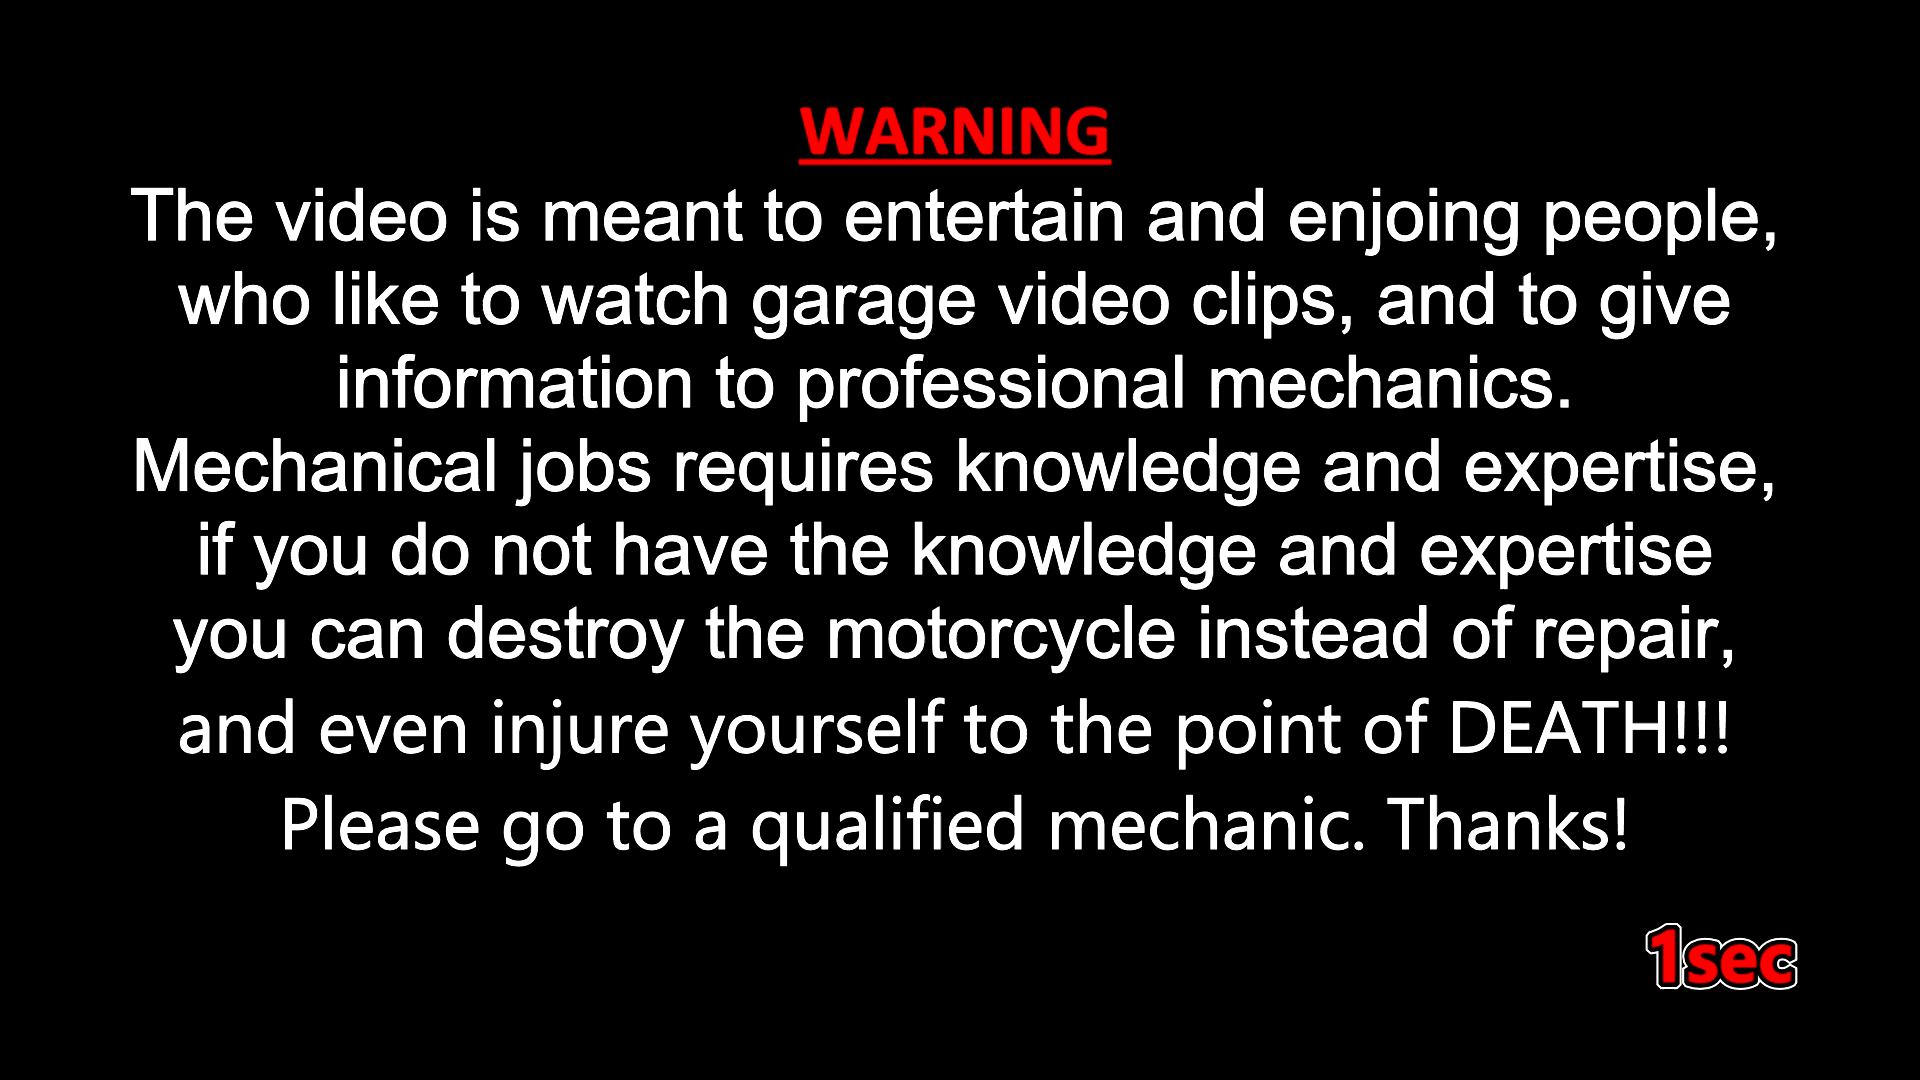 WARNING
The video is meant to entertain and enjoing people,
who like to watch garage video clips, and to give
information to professional mechanics.
Mechanical jobs requires knowledge and expertise,
if you do not have the knowledge and expertise
you can destroy the motorcycle instead of repair,
and even injure yourself to the point of DEATH!!!
Please go to a qualified mechanic. Thanks!
1sec